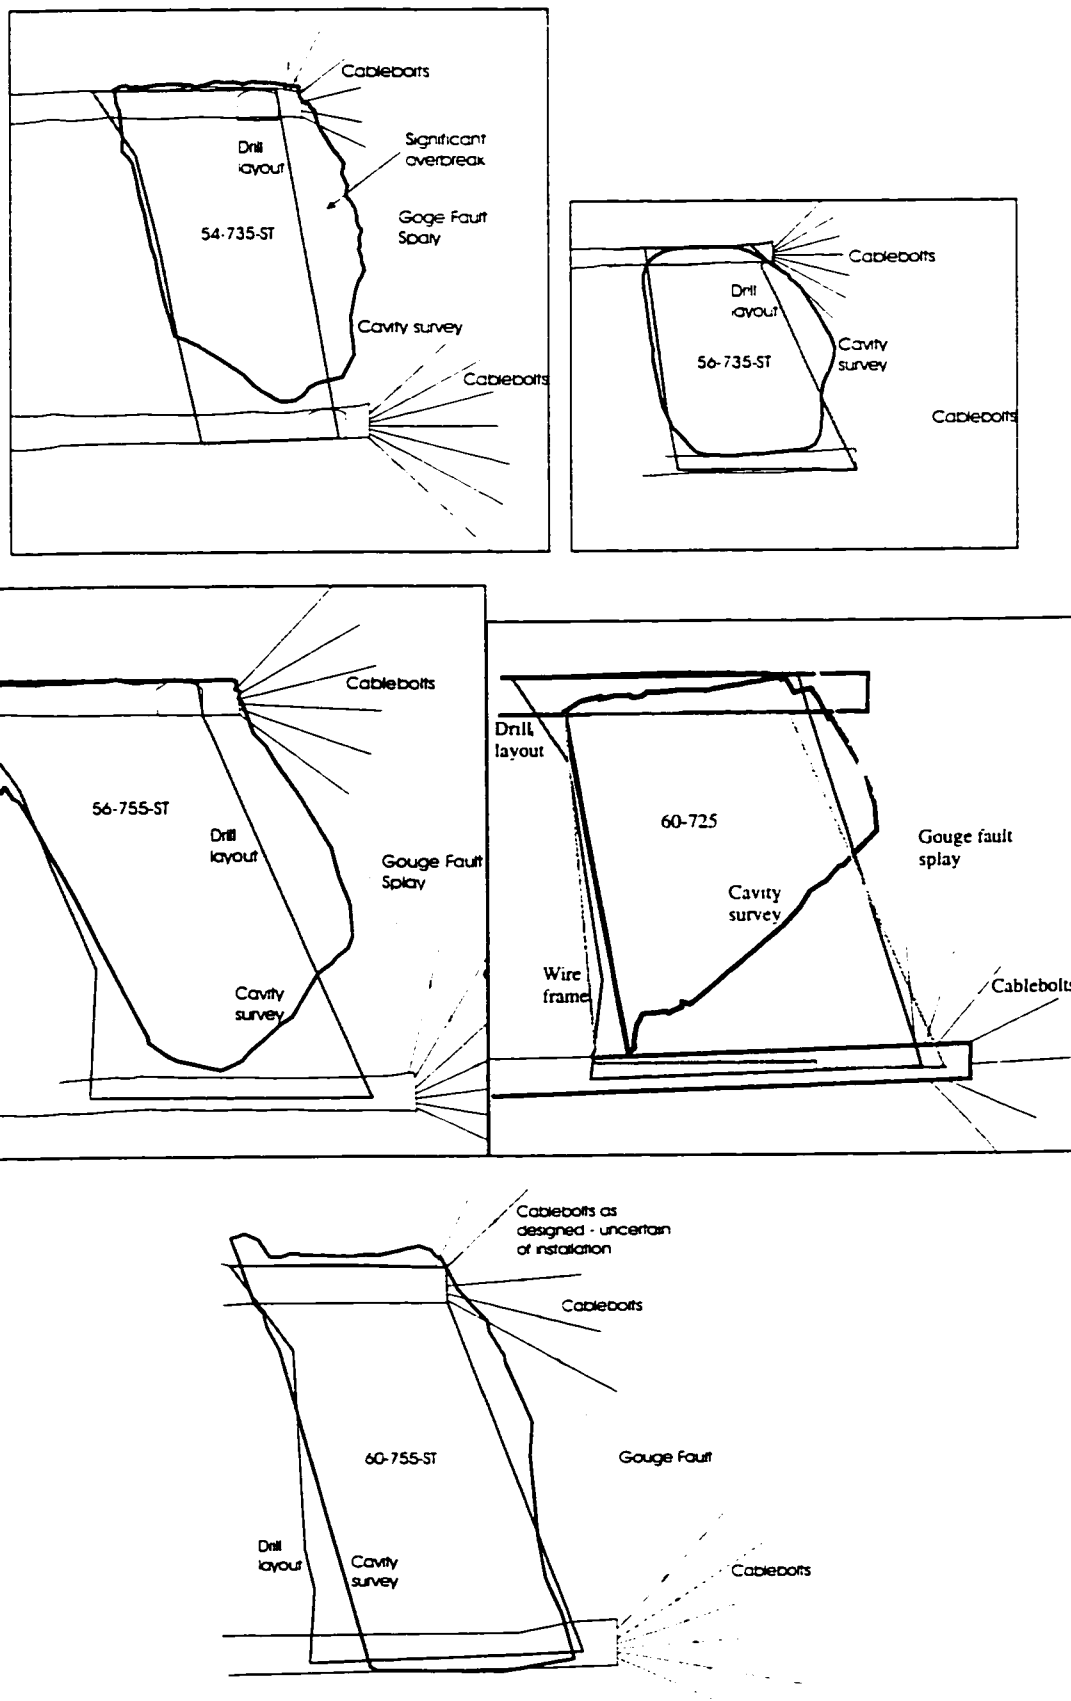 Cablebolts
Significant
overbreak
Drill
layout
Goge Fault
Splay
54-735-ST
Cavity survey
Cablebolts
Cablebolts
Drill
layout
Cavity
survey
56-735-ST
Cablebolts
Cablebolts
56-755-ST
Drill
layout
Gouge Fault
Splay
Cavity
survey
Drill
layout
60-725
Gouge fault
splay
Cavity
survey
Wire
frame
Cablebolts
Cablebolts as
designed - uncertain
of installation
Cablebolts
60-755-ST
Gouge Fault
Drill
layout
Cavity
survey
Cablebolts